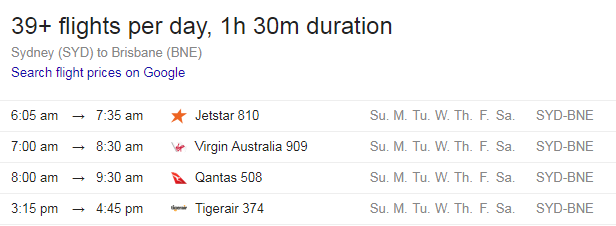 39+ flights per day, 1h 30m duration
Sydney (SYD) to Brisbane (BNE)
Search flight prices on Google
6:05 am → 7:35 am Jetstar 810 Su. M. Tu. W. Th. F. Sa. SYD-BNE
7:00 am → 8:30 am Virgin Australia 909 Su. M. Tu. W. Th. F. Sa. SYD-BNE
8:00 am → 9:30 am Qantas 508 Su. M. Tu. W. Th. F. Sa. SYD-BNE
3:15 pm → 4:45 pm tigerair Tigerair 374 Su. M. Tu. W. Th. F. Sa. SYD-BNE